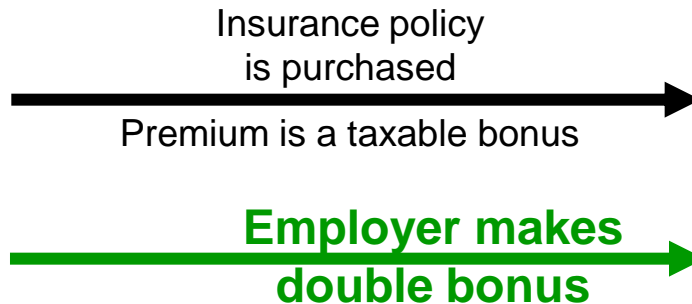 Insurance policy
is purchased
Premium is a taxable bonus
Employer makes
double bonus